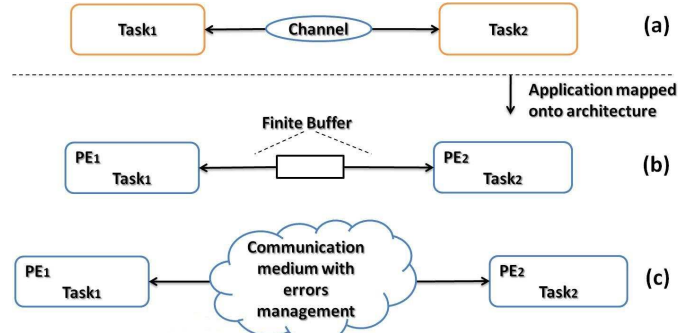 Task1
Channel
Task2
(a)
Application mapped
onto architecture
Finite Buffer
PE1
Task1
PE2
Task2
(b)
Communication
medium with
errors
management
PE1
Task1
PE2
Task2
(c)